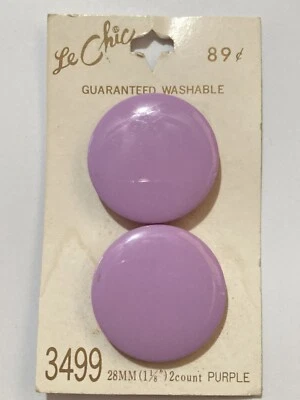 Le Chic
89¢
GUARANTEED WASHABLE
3499 28MM (1⅛") 2count PURPLE